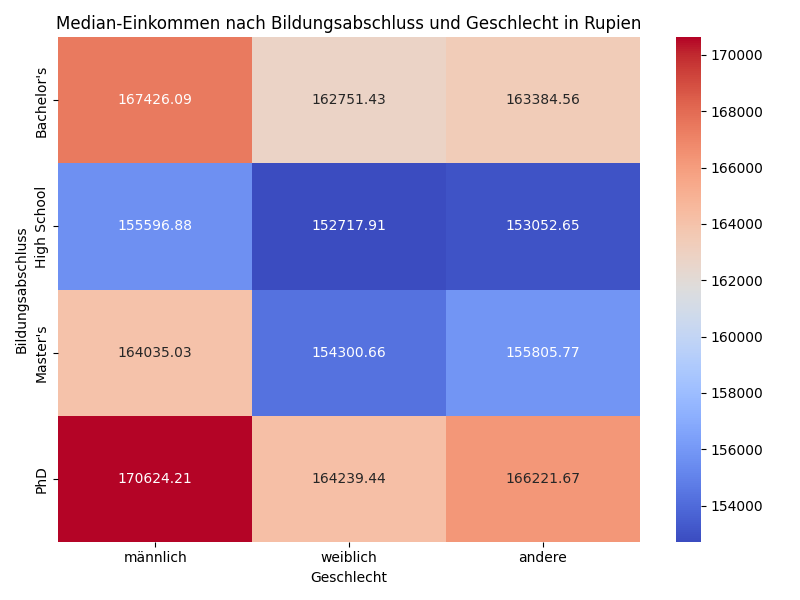 Median-Einkommen nach Bildungsabschluss und Geschlecht in Rupien
Bildungsabschluss
Bachelor's
167426.09 162751.43 163384.56
High School
155596.88 152717.91 153052.65
Master's
164035.03 154300.66 155805.77
PhD
170624.21 164239.44 166221.67
männlich weiblich andere
Geschlecht
170000
168000
166000
164000
162000
160000
158000
156000
154000